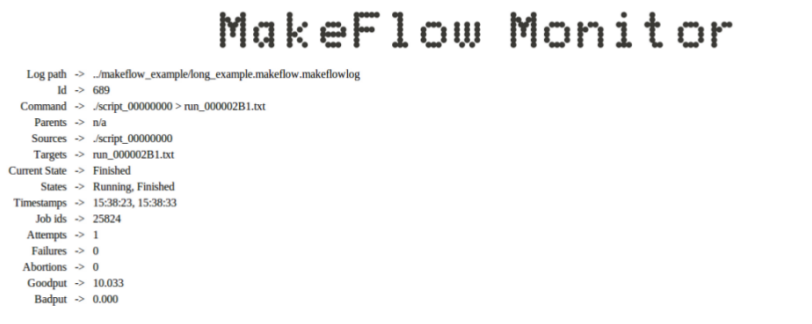 MakeFlow Monitor
Log path -> ../makeflow_example/long_example.makeflow.makeflowlog
Id -> 689
Command -> ./script_00000000 > run_000002B1.txt
Parents -> n/a
Sources -> ./script_00000000
Targets -> run_000002B1.txt
Current State -> Finished
States -> Running, Finished
Timestamps -> 15:38:23, 15:38:33
Job ids -> 25824
Attempts -> 1
Failures -> 0
Abortions -> 0
Goodput -> 10.033
Badput -> 0.000